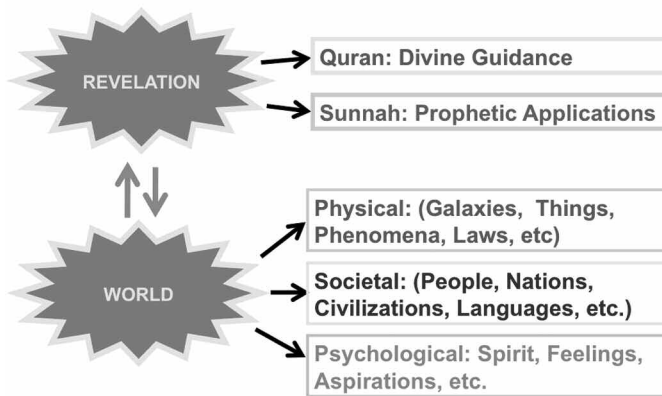 REVELATION
Quran: Divine Guidance
Sunnah: Prophetic Applications
WORLD
Physical: (Galaxies, Things,
Phenomena, Laws, etc)
Societal: (People, Nations,
Civilizations, Languages, etc.)
Psychological: Spirit, Feelings,
Aspirations, etc.